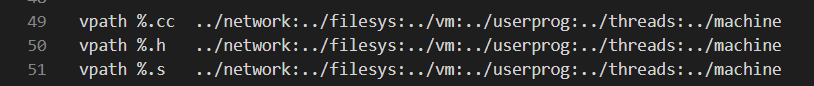 49 vpath %.cc  ../network:../filesys:../vm:../userprog:../threads:../machine
50 vpath %.h   ../network:../filesys:../vm:../userprog:../threads:../machine
51 vpath %.s   ../network:../filesys:../vm:../userprog:../threads:../machine